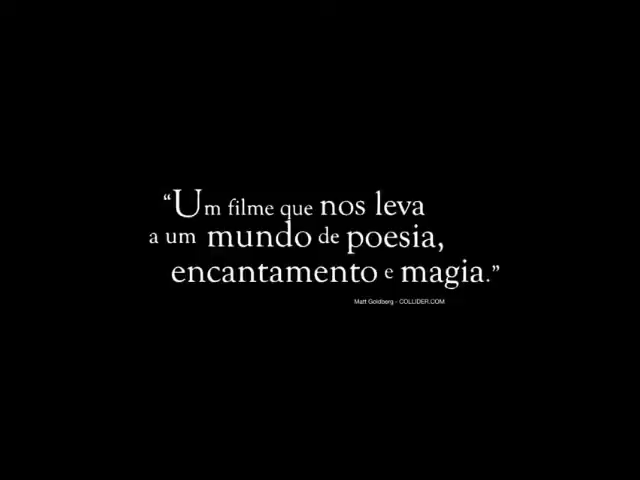 “Um filme que nos leva
a um mundo de poesia,
encantamento e magia.”
Matt Goldberg - COLLIDER.COM